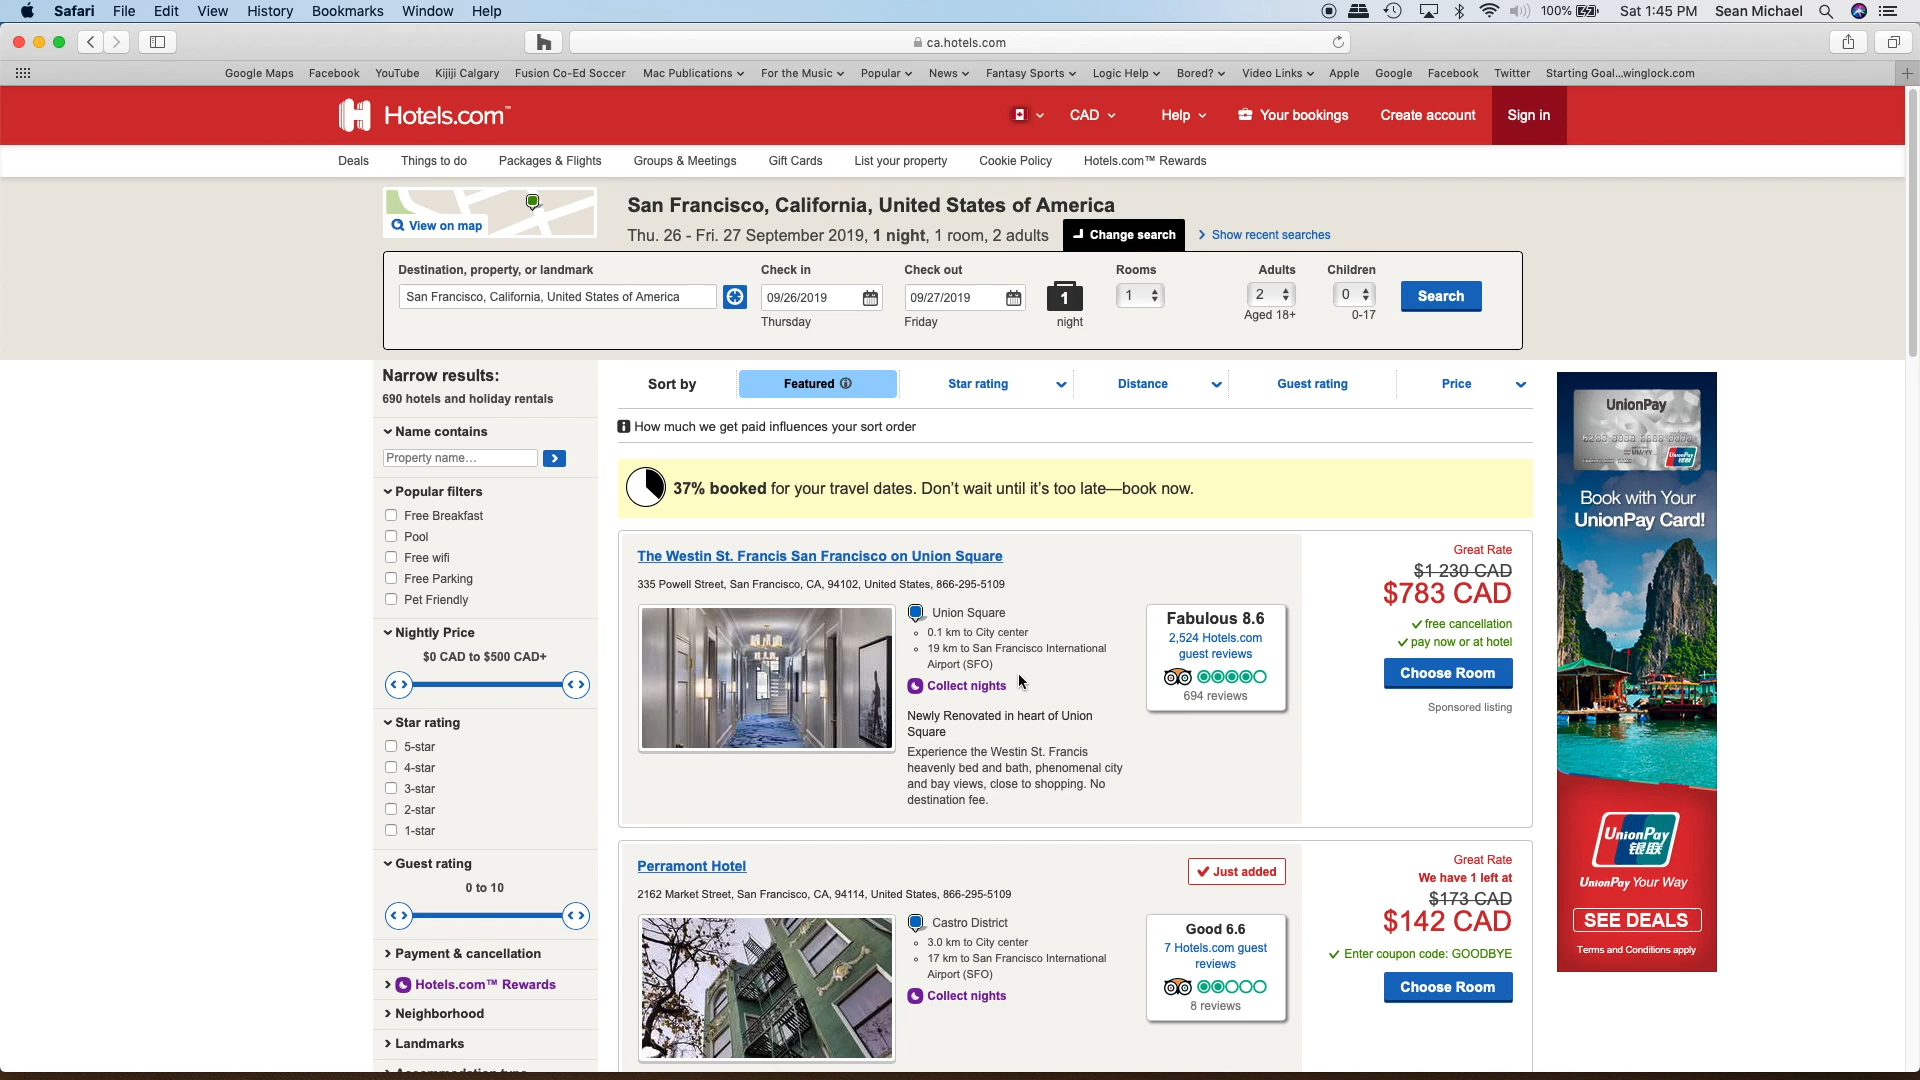 Safari File Edit View History Bookmarks Window Help
100% Sat 1:45 PM Sean Michael
ca.hotels.com
Google Maps Facebook YouTube Kijiji Calgary Fusion Co-Ed Soccer Mac Publications For the Music Popular News Fantasy Sports Logic Help Bored? Video Links Apple Google Facebook Twitter Starting Goal...winglock.com
Hotels.com™
CAD Help Your bookings Create account Sign in
Deals Things to do Packages & Flights Groups & Meetings Gift Cards List your property Cookie Policy Hotels.com™ Rewards
View on map
San Francisco, California, United States of America
Thu. 26 - Fri. 27 September 2019, 1 night, 1 room, 2 adults Change search Show recent searches
Destination, property, or landmark Check in Check out Rooms Adults Children
San Francisco, California, United States of America 09/26/2019 09/27/2019 1 1 2 0 Search
Thursday Friday night Aged 18+ 0-17
Narrow results:
690 hotels and holiday rentals
Name contains
Property name...
Popular filters
Free Breakfast
Pool
Free wifi
Free Parking
Pet Friendly
Nightly Price
$0 CAD to $500 CAD+
Star rating
5-star
4-star
3-star
2-star
1-star
Guest rating
0 to 10
Payment & cancellation
Hotels.com™ Rewards
Neighborhood
Landmarks
Sort by Featured Star rating Distance Guest rating Price
How much we get paid influences your sort order
37% booked for your travel dates. Don't wait until it's too late—book now.
The Westin St. Francis San Francisco on Union Square
335 Powell Street, San Francisco, CA, 94102, United States, 866-295-5109
Union Square
0.1 km to City center
19 km to San Francisco International
Airport (SFO)
Collect nights
Newly Renovated in heart of Union
Square
Experience the Westin St. Francis
heavenly bed and bath, phenomenal city
and bay views, close to shopping. No
destination fee.
Fabulous 8.6
2,524 Hotels.com
guest reviews
694 reviews
Great Rate
$1 230 CAD
$783 CAD
free cancellation
pay now or at hotel
Choose Room
Sponsored listing
Perramont Hotel
Just added
2162 Market Street, San Francisco, CA, 94114, United States, 866-295-5109
Castro District
3.0 km to City center
17 km to San Francisco International
Airport (SFO)
Collect nights
Good 6.6
7 Hotels.com guest
reviews
8 reviews
Great Rate
We have 1 left at
$173 CAD
$142 CAD
Enter coupon code: GOODBYE
Choose Room
UnionPay
UnionPay
Book with Your
UnionPay Card!
UnionPay
银联
UnionPay Your Way
SEE DEALS
Terms and Conditions apply